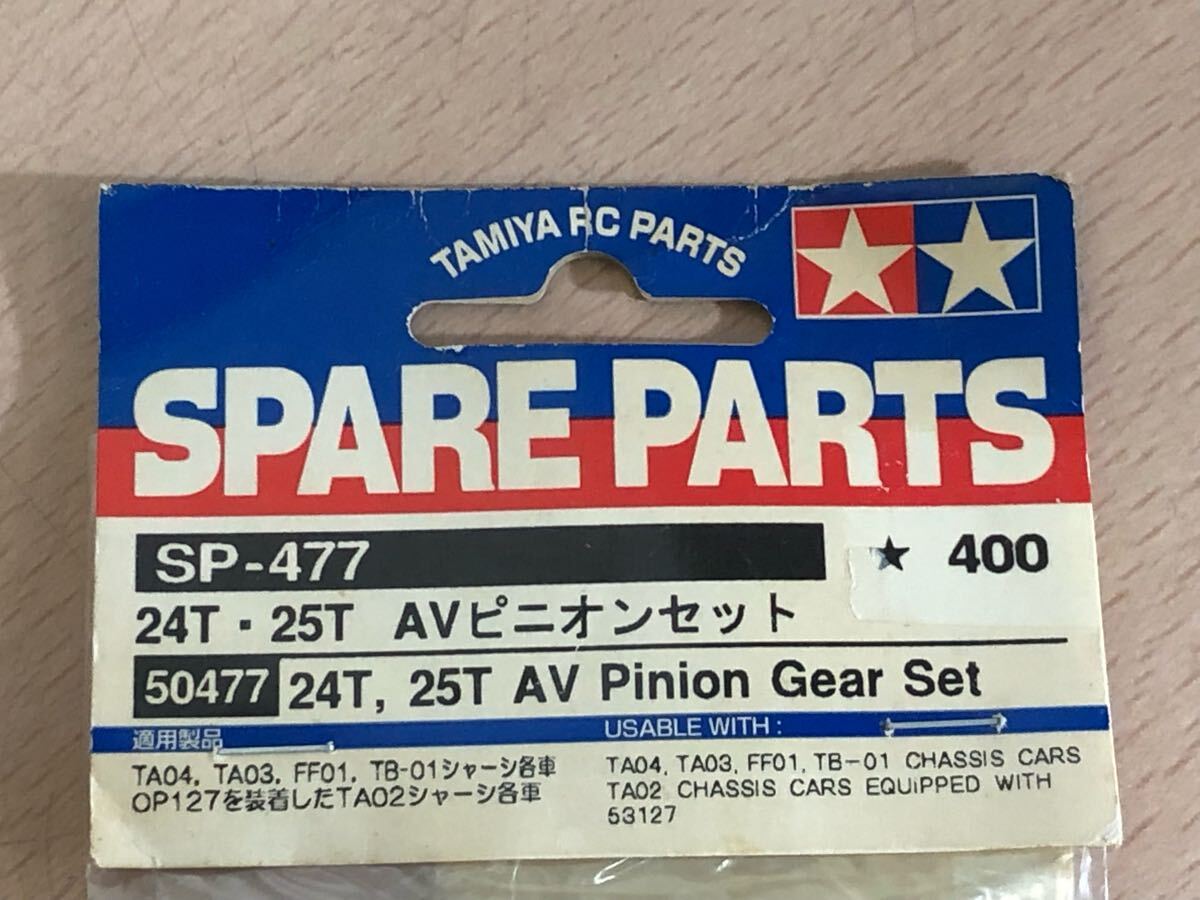 TAMIYA RC PARTS
SPARE PARTS
SP-477
★ 400
24T・25T AVピニオンセット
50477 24T, 25T AV Pinion Gear Set
適用製品
TA04, TA03, FF01, TB-01シャーシ各車
OP127を装着したTA02シャーシ各車
USABLE WITH :
TA04, TA03, FF01, TB-01 CHASSIS CARS
TA02 CHASSIS CARS EQUiPPED WITH
53127